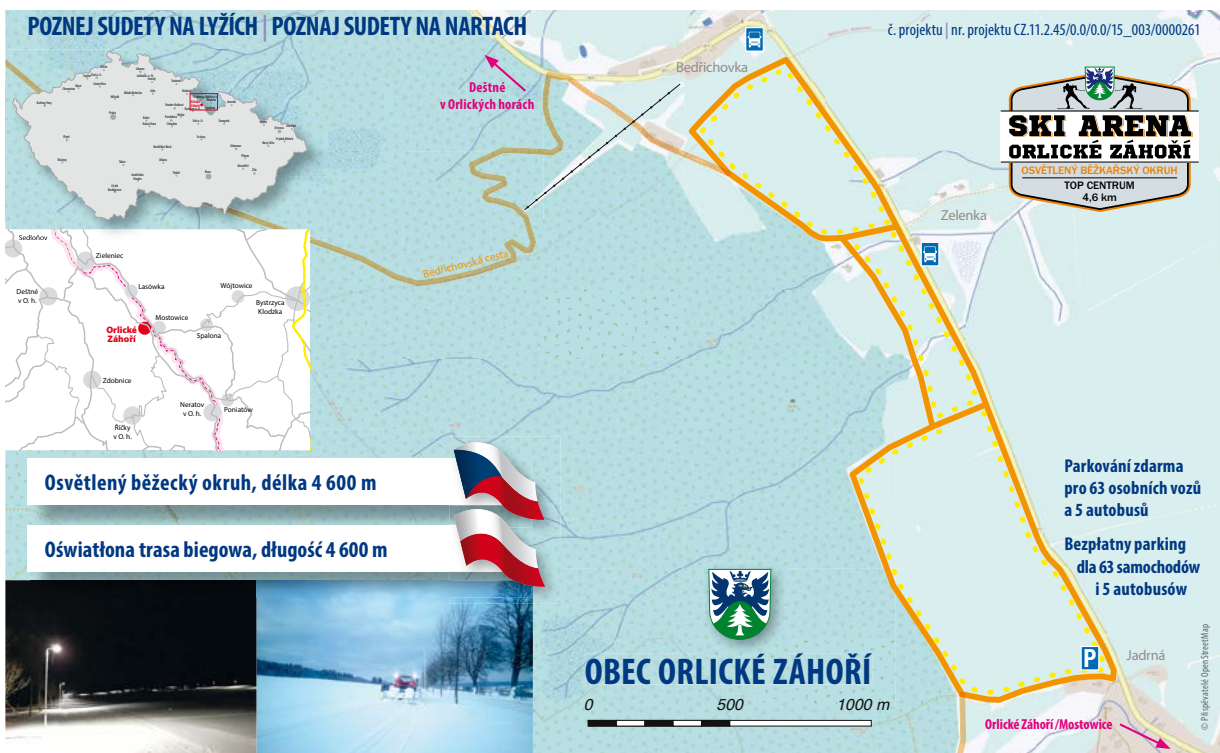 POZNEJ SUDETY NA LYŽÍCH | POZNAJ SUDETY NA NARTACH
č. projektu | nr. projektu CZ.11.2.45/0.0/0.0/15_003/0000261
Bedřichovka
Deštné
v Orlických horách
SKI ARENA
ORLICKÉ ZÁHOŘÍ
OSVĚTLENÝ BĚŽKAŘSKÝ OKRUH
TOP CENTRUM
4,6 km
Zelenka
Bedřichovská cesta
Sedloňov
Zieleniec
Deštné
v O. h.
Lasówka
Wójtowice
Bystrzyca
Klodzka
Mostowice
Orlické
Záhoří
Spalona
Zdobnice
Neratov
v O. h.
Poniatów
Říčky
v O. h.
Osvětlený běžecký okruh, délka 4 600 m
Oświatłona trasa biegowa, długość 4 600 m
Parkování zdarma
pro 63 osobních vozů
a 5 autobusů
Bezpłatny parking
dla 63 samochodów
i 5 autobusów
OBEC ORLICKÉ ZÁHOŘÍ
0 500 1000 m
P
Jadrná
Orlické Záhoří/Mostowice
© Přispěvatelé OpenStreetMap